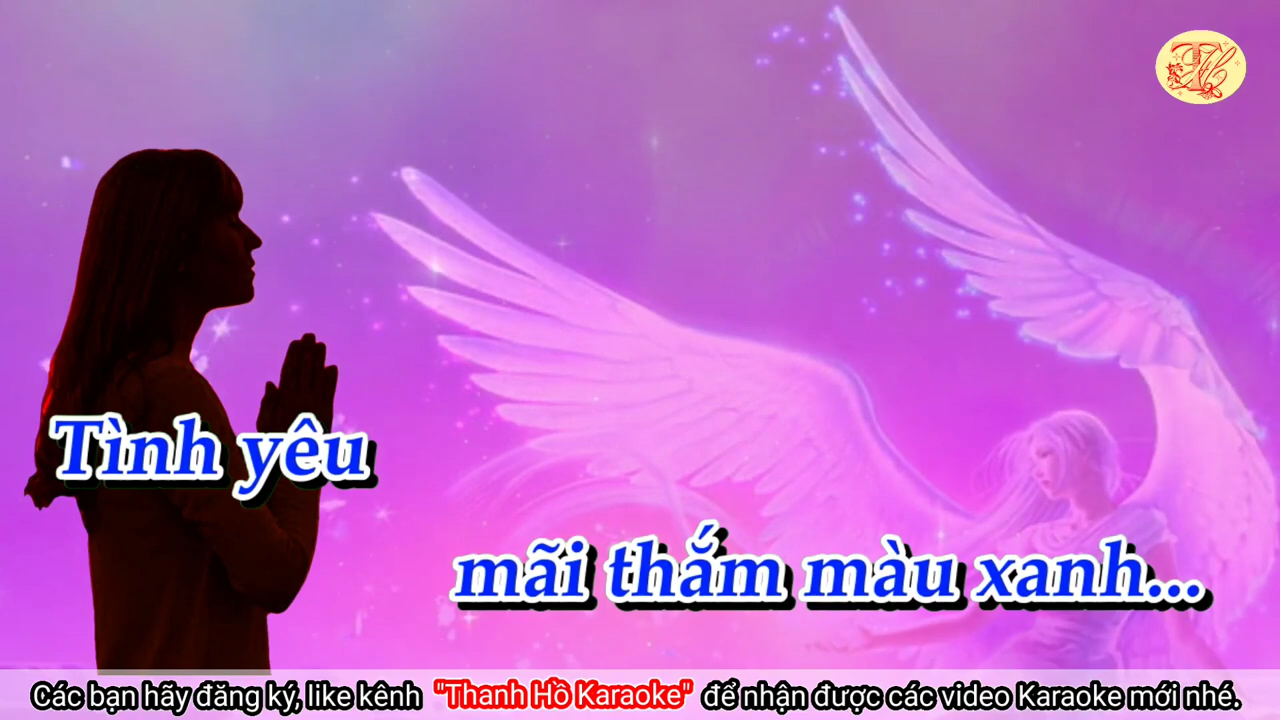 Tình yêu
mãi thắm màu xanh...
Các bạn hãy đăng ký, like kênh "Thanh Hồ Karaoke" để nhận được các video Karaoke mới nhé.